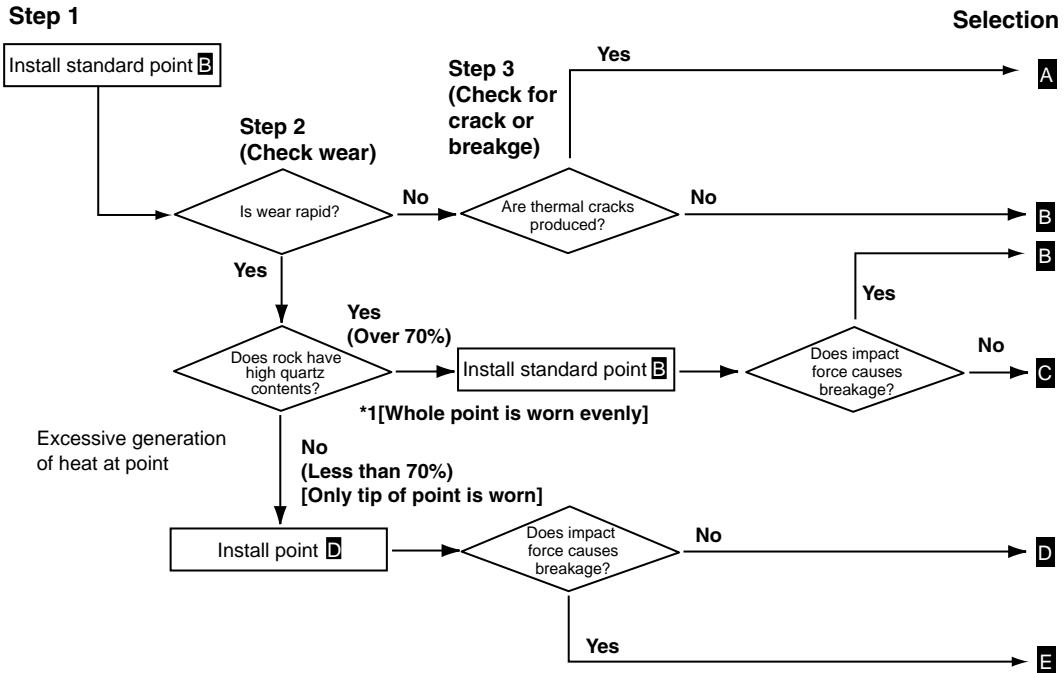 Step 1
Selection
Install standard point B
Yes
A
Step 3
(Check for
crack or
breakge)
Step 2
(Check wear)
Is wear rapid?
No
Are thermal cracks
produced?
No
B
B
Yes
Yes
Yes
(Over 70%)
Does rock have
high quartz
contents?
Install standard point B
Does impact
force causes
breakage?
No
C
*1[Whole point is worn evenly]
Excessive generation
of heat at point
No
(Less than 70%)
[Only tip of point is worn]
Install point D
Does impact
force causes
breakage?
No
D
Yes
E